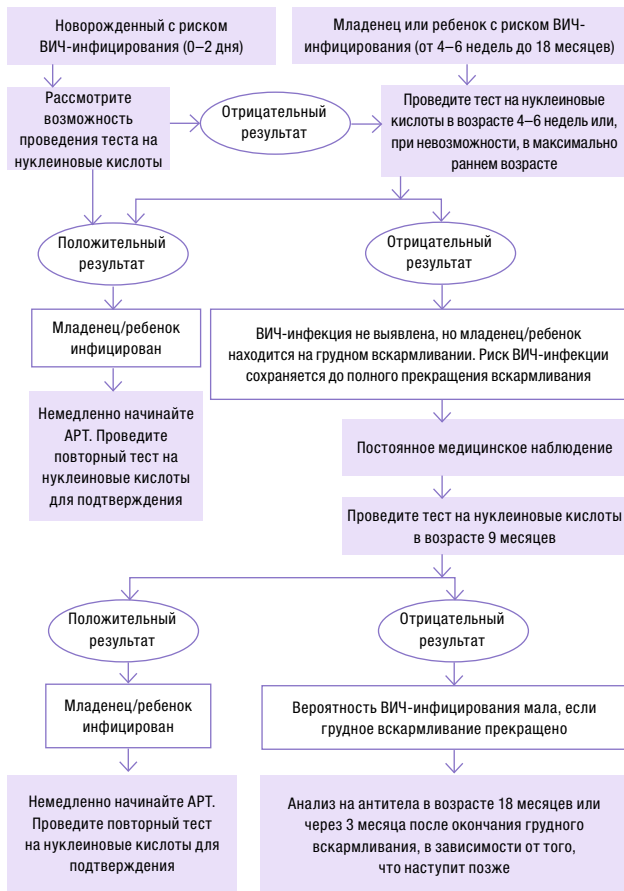 Новорожденный с риском
ВИЧ-инфицирования (0–2 дня)
Младенец или ребенок с риском ВИЧ-
инфицирования (от 4–6 недель до 18 месяцев)
Рассмотрите
возможность
проведения теста на
нуклеиновые кислоты
Отрицательный
результат
Проведите тест на нуклеиновые
кислоты в возрасте 4–6 недель или,
при невозможности, в максимально
раннем возрасте
Положительный
результат
Отрицательный
результат
Младенец/ребенок
инфицирован
ВИЧ-инфекция не выявлена, но младенец/ребенок
находится на грудном вскармливании. Риск ВИЧ-инфекции
сохраняется до полного прекращения вскармливания
Немедленно начинайте
АРТ. Проведите
повторный тест на
нуклеиновые кислоты
для подтверждения
Постоянное медицинское наблюдение
Проведите тест на нуклеиновые кислоты
в возрасте 9 месяцев
Положительный
результат
Отрицательный
результат
Младенец/ребенок
инфицирован
Вероятность ВИЧ-инфицирования мала, если
грудное вскармливание прекращено
Немедленно начинайте АРТ.
Проведите повторный тест
на нуклеиновые кислоты для
подтверждения
Анализ на антитела в возрасте 18 месяцев или
через 3 месяца после окончания грудного
вскармливания, в зависимости от того,
что наступит позже